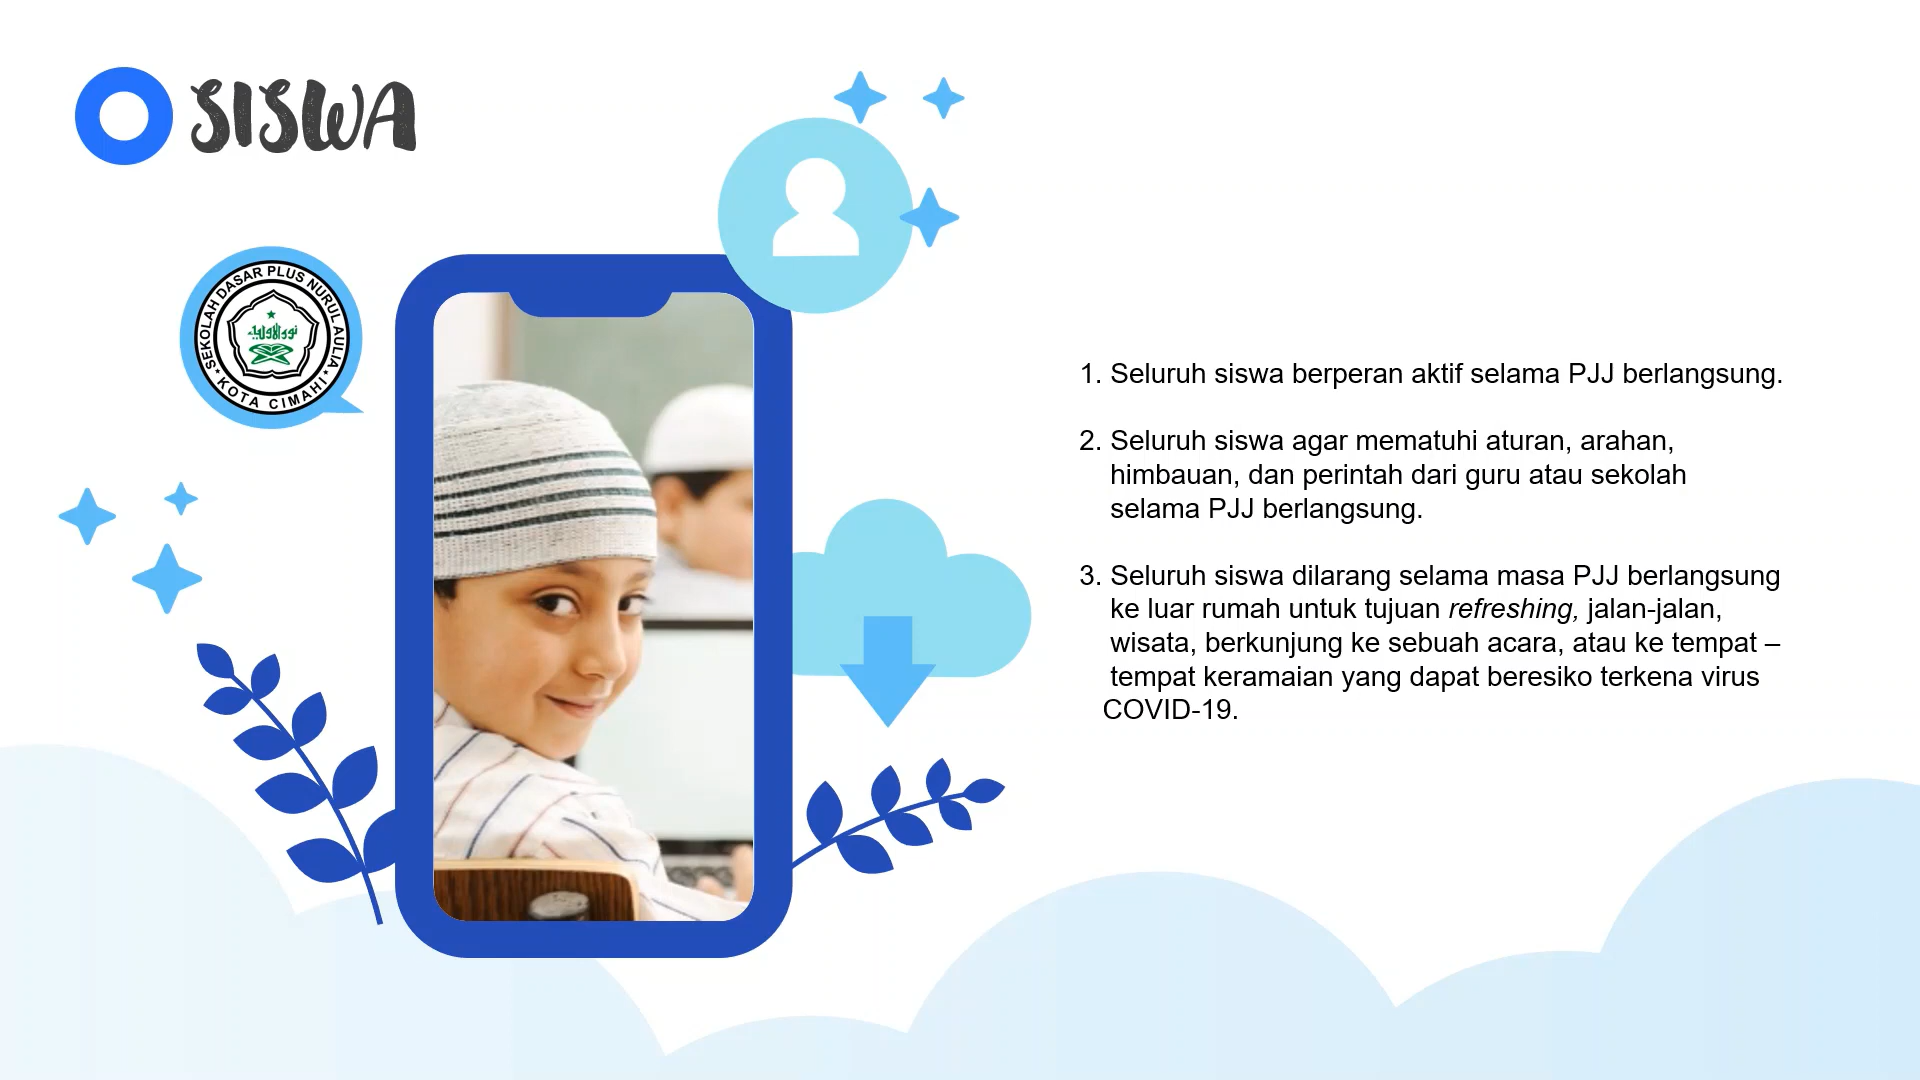 SISWA
SEKOLAH DASAR PLUS NURUL AULIA
KOTA CIMAHI
1. Seluruh siswa berperan aktif selama PJJ berlangsung.
2. Seluruh siswa agar mematuhi aturan, arahan,
himbauan, dan perintah dari guru atau sekolah
selama PJJ berlangsung.
3. Seluruh siswa dilarang selama masa PJJ berlangsung
ke luar rumah untuk tujuan refreshing, jalan-jalan,
wisata, berkunjung ke sebuah acara, atau ke tempat –
tempat keramaian yang dapat beresiko terkena virus
COVID-19.